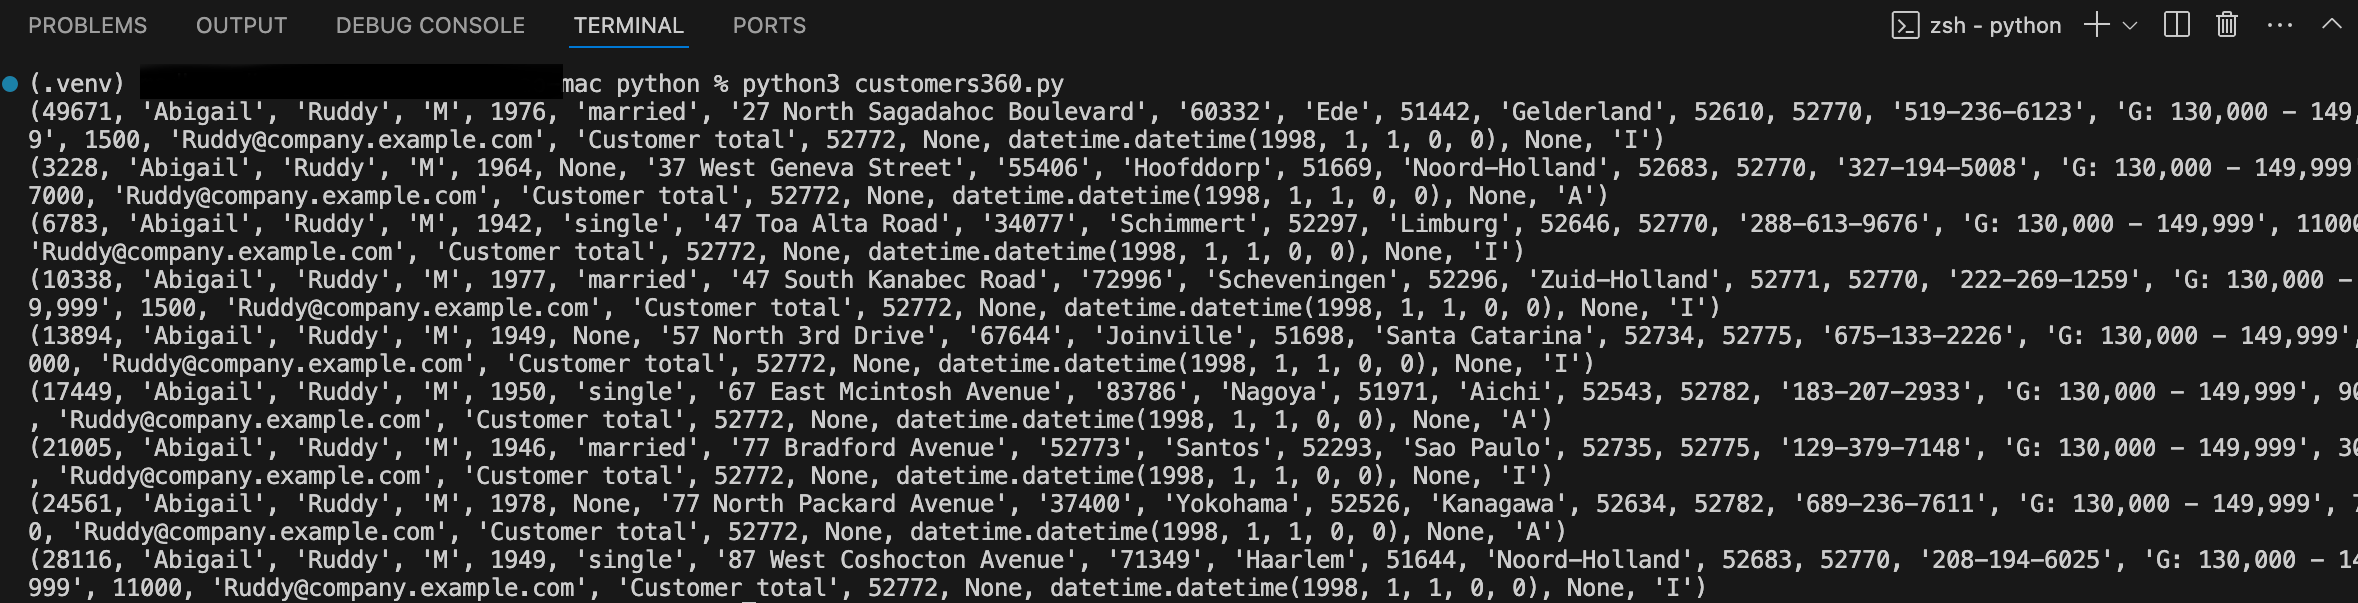 PROBLEMS OUTPUT DEBUG CONSOLE TERMINAL PORTS zsh - python
(.venv) mac python % python3 customers360.py
(49671, 'Abigail', 'Ruddy', 'M', 1976, 'married', '27 North Sagadahoc Boulevard', '60332', 'Ede', 51442, 'Gelderland', 52610, 52770, '519-236-6123', 'G: 130,000 - 149,
9', 1500, 'Ruddy@company.example.com', 'Customer total', 52772, None, datetime.datetime(1998, 1, 1, 0, 0), None, 'I')
(3228, 'Abigail', 'Ruddy', 'M', 1964, None, '37 West Geneva Street', '55406', 'Hoofddorp', 51669, 'Noord-Holland', 52683, 52770, '327-194-5008', 'G: 130,000 - 149,999
7000, 'Ruddy@company.example.com', 'Customer total', 52772, None, datetime.datetime(1998, 1, 1, 0, 0), None, 'A')
(6783, 'Abigail', 'Ruddy', 'M', 1942, 'single', '47 Toa Alta Road', '34077', 'Schimmert', 52297, 'Limburg', 52646, 52770, '288-613-9676', 'G: 130,000 - 149,999', 11000
'Ruddy@company.example.com', 'Customer total', 52772, None, datetime.datetime(1998, 1, 1, 0, 0), None, 'I')
(10338, 'Abigail', 'Ruddy', 'M', 1977, 'married', '47 South Kanabec Road', '72996', 'Scheveningen', 52296, 'Zuid-Holland', 52771, 52770, '222-269-1259', 'G: 130,000 -
9,999', 1500, 'Ruddy@company.example.com', 'Customer total', 52772, None, datetime.datetime(1998, 1, 1, 0, 0), None, 'I')
(13894, 'Abigail', 'Ruddy', 'M', 1949, None, '57 North 3rd Drive', '67644', 'Joinville', 51698, 'Santa Catarina', 52734, 52775, '675-133-2226', 'G: 130,000 - 149,999',
000, 'Ruddy@company.example.com', 'Customer total', 52772, None, datetime.datetime(1998, 1, 1, 0, 0), None, 'I')
(17449, 'Abigail', 'Ruddy', 'M', 1950, 'single', '67 East Mcintosh Avenue', '83786', 'Nagoya', 51971, 'Aichi', 52543, 52782, '183-207-2933', 'G: 130,000 - 149,999', 90
, 'Ruddy@company.example.com', 'Customer total', 52772, None, datetime.datetime(1998, 1, 1, 0, 0), None, 'A')
(21005, 'Abigail', 'Ruddy', 'M', 1946, 'married', '77 Bradford Avenue', '52773', 'Santos', 52293, 'Sao Paulo', 52735, 52775, '129-379-7148', 'G: 130,000 - 149,999', 30
, 'Ruddy@company.example.com', 'Customer total', 52772, None, datetime.datetime(1998, 1, 1, 0, 0), None, 'I')
(24561, 'Abigail', 'Ruddy', 'M', 1978, None, '77 North Packard Avenue', '37400', 'Yokohama', 52526, 'Kanagawa', 52634, 52782, '689-236-7611', 'G: 130,000 - 149,999', 7
0, 'Ruddy@company.example.com', 'Customer total', 52772, None, datetime.datetime(1998, 1, 1, 0, 0), None, 'A')
(28116, 'Abigail', 'Ruddy', 'M', 1949, 'single', '87 West Coshocton Avenue', '71349', 'Haarlem', 51644, 'Noord-Holland', 52683, 52770, '208-194-6025', 'G: 130,000 - 14
999', 11000, 'Ruddy@company.example.com', 'Customer total', 52772, None, datetime.datetime(1998, 1, 1, 0, 0), None, 'I')